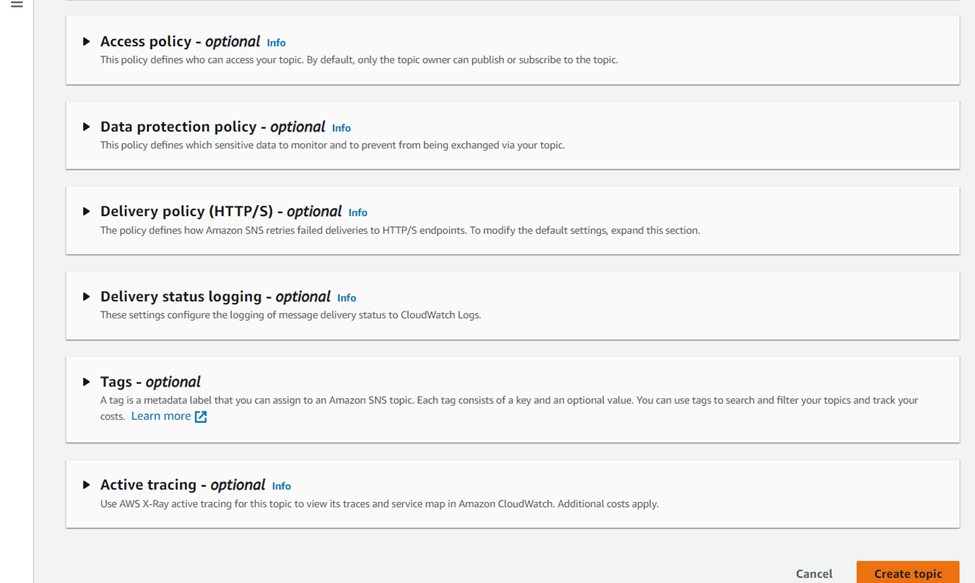 Access policy - optional Info
This policy defines who can access your topic. By default, only the topic owner can publish or subscribe to the topic.
Data protection policy - optional Info
This policy defines which sensitive data to monitor and to prevent from being exchanged via your topic.
Delivery policy (HTTP/S) - optional Info
The policy defines how Amazon SNS retries failed deliveries to HTTP/S endpoints. To modify the default settings, expand this section.
Delivery status logging - optional Info
These settings configure the logging of message delivery status to CloudWatch Logs.
Tags - optional
A tag is a metadata label that you can assign to an Amazon SNS topic. Each tag consists of a key and an optional value. You can use tags to search and filter your topics and track your
costs. Learn more
Active tracing - optional Info
Use AWS X-Ray active tracing for this topic to view its traces and service map in Amazon CloudWatch. Additional costs apply.
Cancel Create topic